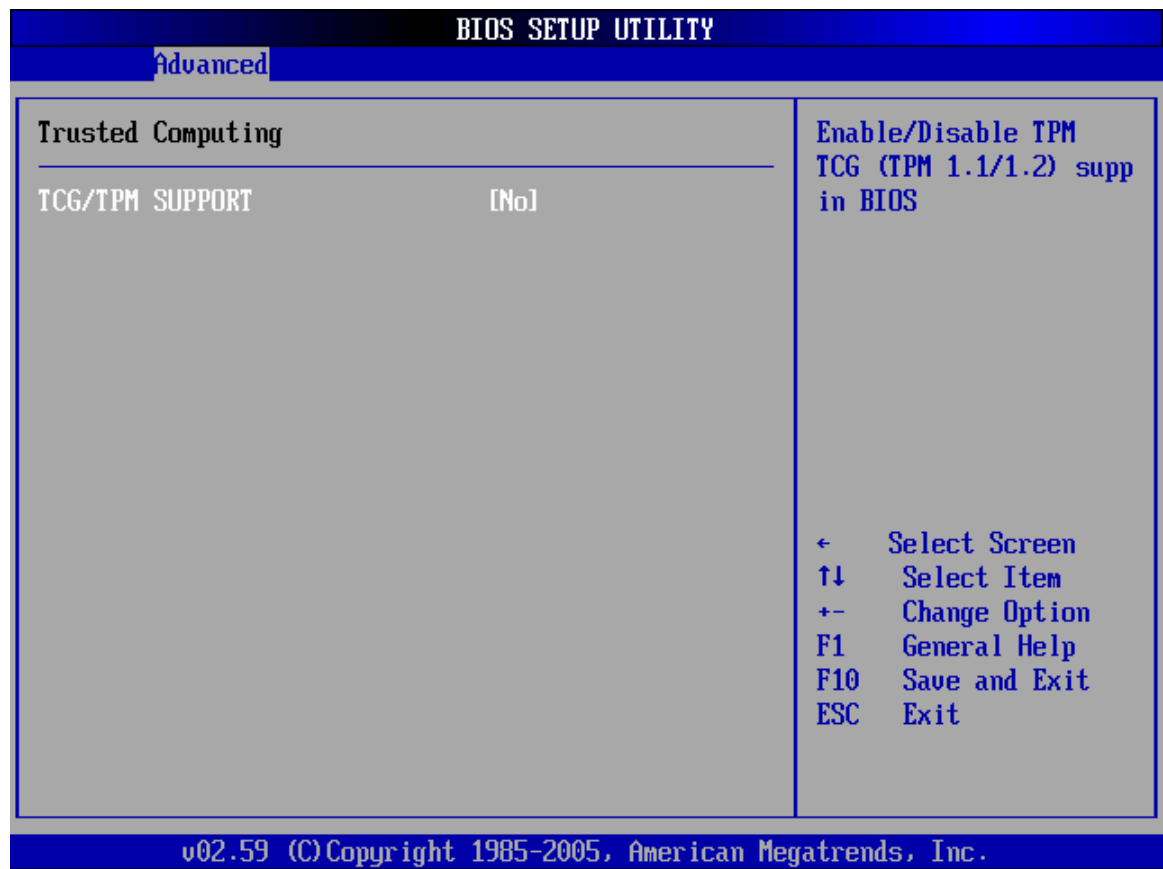 BIOS SETUP UTILITY
Advanced
Trusted Computing
TCG/TPM SUPPORT [No]
Enable/Disable TPM
TCG (TPM 1.1/1.2) supp
in BIOS
← Select Screen
↑↓ Select Item
+- Change Option
F1 General Help
F10 Save and Exit
ESC Exit
v02.59 (C)Copyright 1985-2005, American Megatrends, Inc.